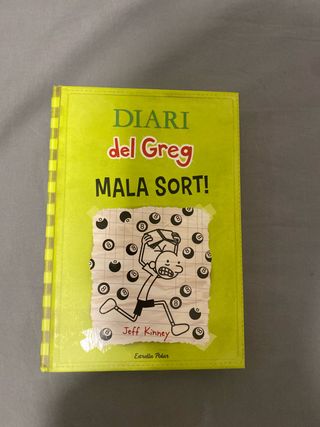 DIARI
del Greg
MALA SORT!
Jeff Kinney
Estrella Polar